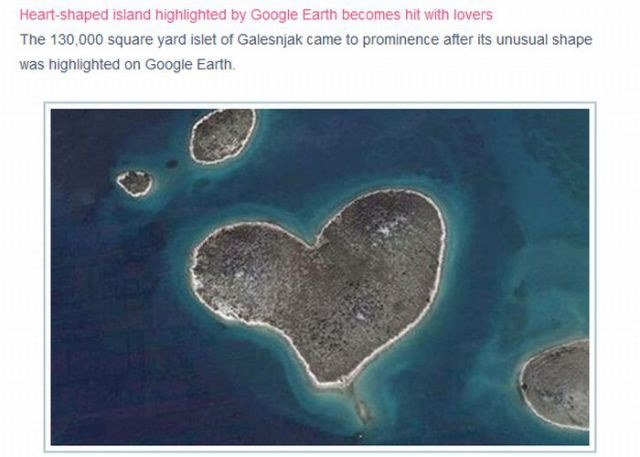 Heart-shaped island highlighted by Google Earth becomes hit with lovers
The 130,000 square yard islet of Galesnjak came to prominence after its unusual shape
was highlighted on Google Earth.